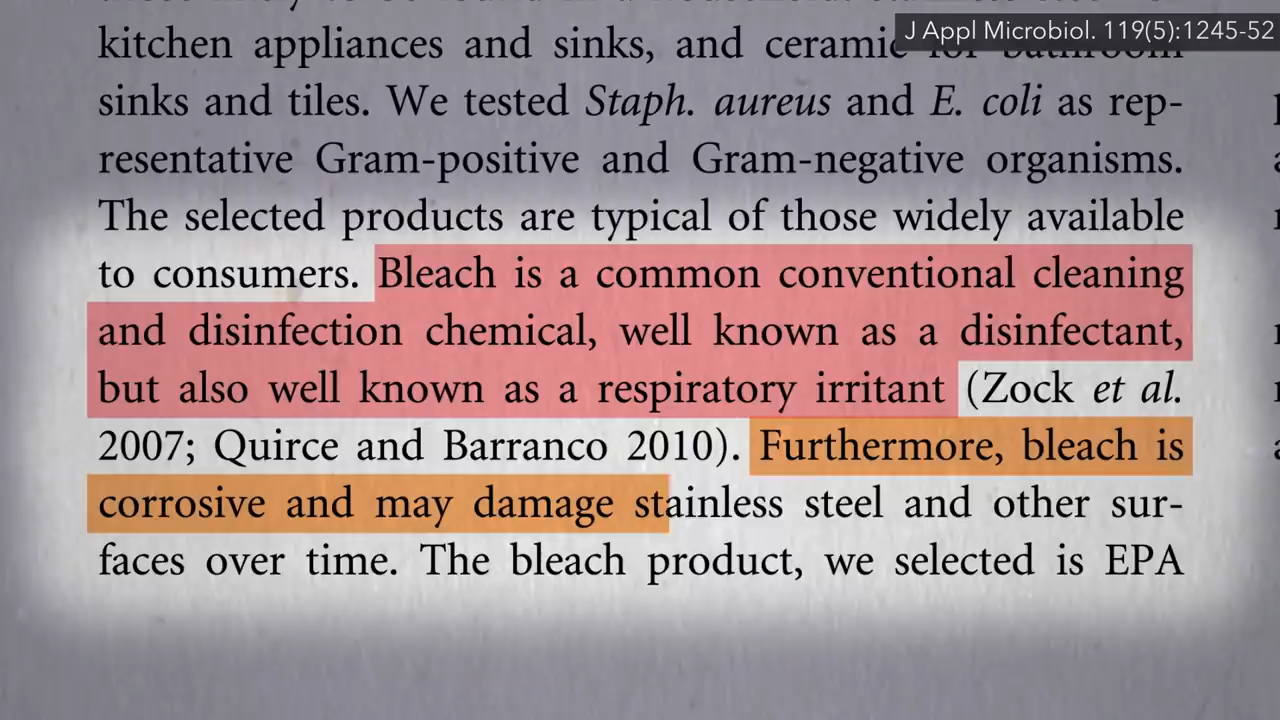 J Appl Microbiol. 119(5):1245-52
kitchen appliances and sinks, and ceramic for bathroom
sinks and tiles. We tested Staph. aureus and E. coli as rep-
resentative Gram-positive and Gram-negative organisms.
The selected products are typical of those widely available
to consumers. Bleach is a common conventional cleaning
and disinfection chemical, well known as a disinfectant,
but also well known as a respiratory irritant (Zock et al.
2007; Quirce and Barranco 2010). Furthermore, bleach is
corrosive and may damage stainless steel and other sur-
faces over time. The bleach product, we selected is EPA